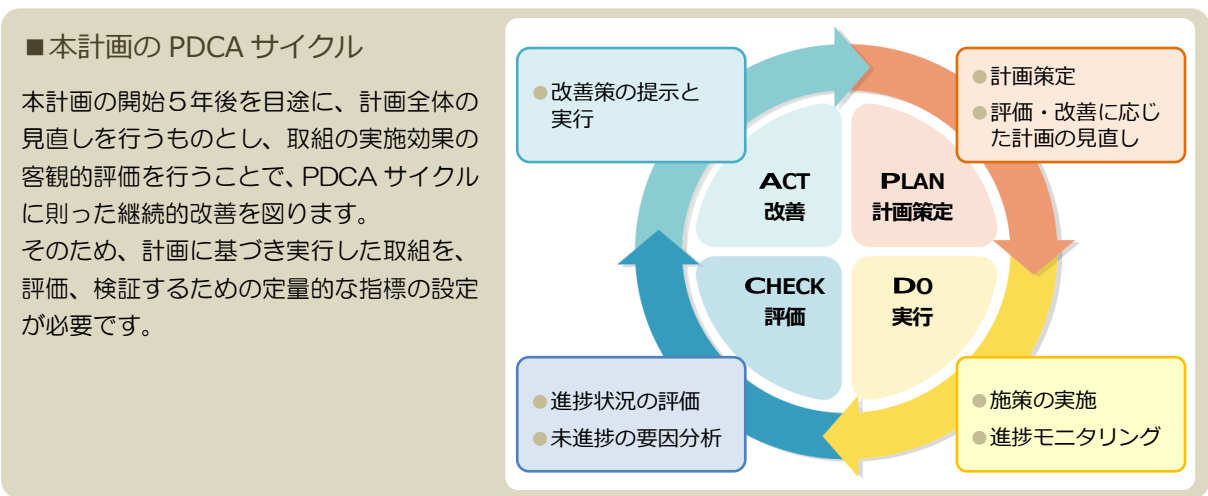 ■本計画の PDCA サイクル
本計画の開始５年後を目途に、計画全体の
見直しを行うものとし、取組の実施効果の
客観的評価を行うことで、PDCA サイクル
に則った継続的改善を図ります。
そのため、計画に基づき実行した取組を、
評価、検証するための定量的な指標の設定
が必要です。
●改善策の提示と
実行
●計画策定
●評価・改善に応じ
た計画の見直し
ACT
改善
PLAN
計画策定
CHECK
評価
DO
実行
●進捗状況の評価
●未進捗の要因分析
●施策の実施
●進捗モニタリング